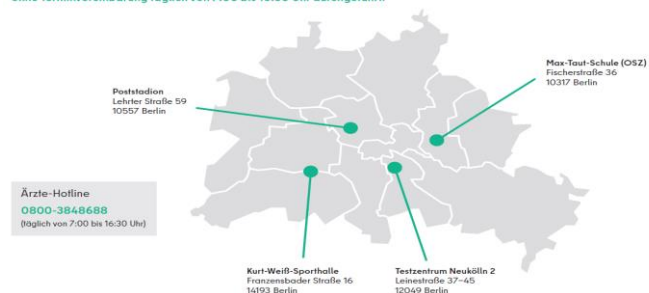 Max-Taut-Schule (OSZ)
Fischerstraße 36
10317 Berlin
Poststadion
Lehrter Straße 59
10557 Berlin
Ärzte-Hotline
0800-3848688
(täglich von 7:00 bis 16:30 Uhr)
Kurt-Weiß-Sporthalle
Franzensbader Straße 16
14193 Berlin
Testzentrum Neukölln 2
Leinestraße 37–45
12049 Berlin